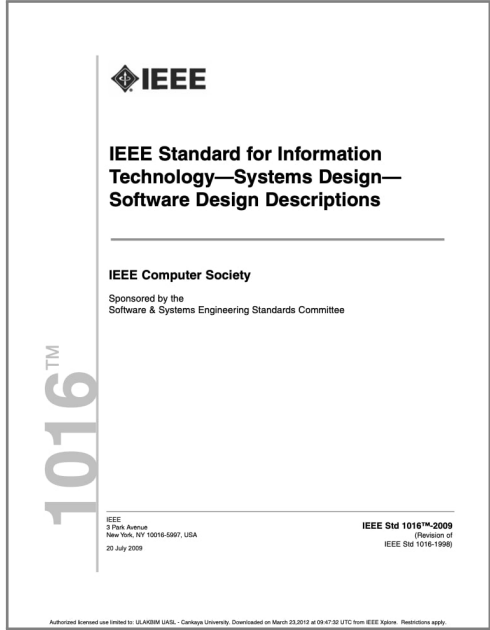 IEEE
IEEE Standard for Information
Technology—Systems Design—
Software Design Descriptions
IEEE Computer Society
Sponsored by the
Software & Systems Engineering Standards Committee
1016™
IEEE
3 Park Avenue
New York, NY 10016-5997, USA
20 July 2009
IEEE Std 1016™-2009
(Revision of
IEEE Std 1016-1998)
Authorized licensed use limited to: ULAKBIM UASL - Cankaya University. Downloaded on March 23,2012 at 09:47:32 UTC from IEEE Xplore. Restrictions apply.